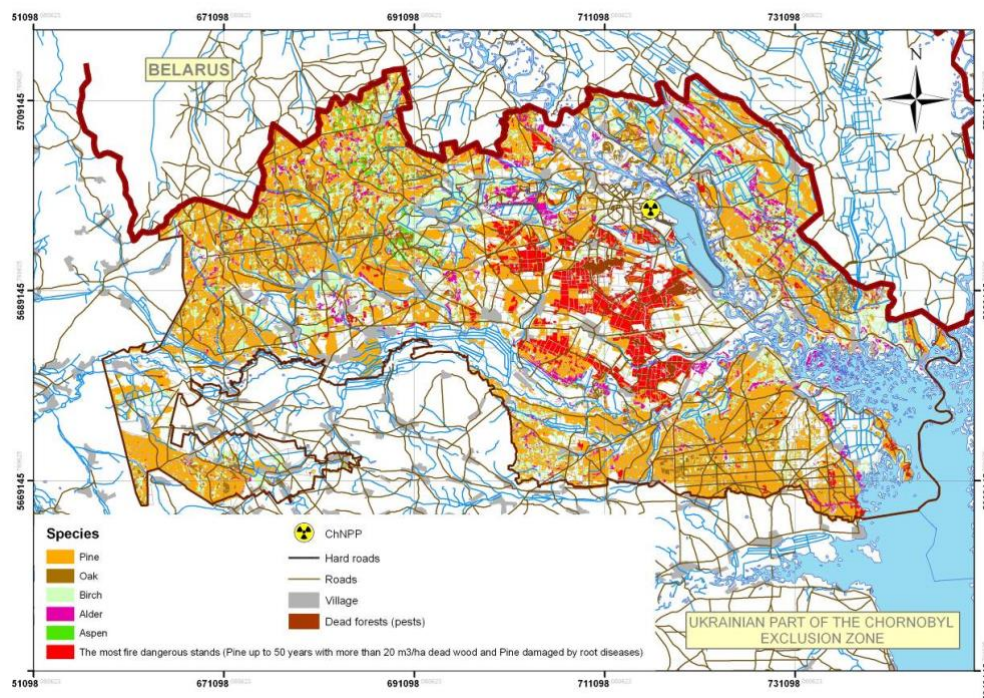 51098 671098 691098 711098 731098
BELARUS
N
5709145
5689145
5669145
Species
Pine
Oak
Birch
Alder
Aspen
The most fire dangerous stands (Pine up to 50 years with more than 20 m3/ha dead wood and Pine damaged by root diseases)
ChNPP
Hard roads
Roads
Village
Dead forests (pests)
UKRAINIAN PART OF THE CHORNOBYL
EXCLUSION ZONE
51098 671098 691098 711098 731098